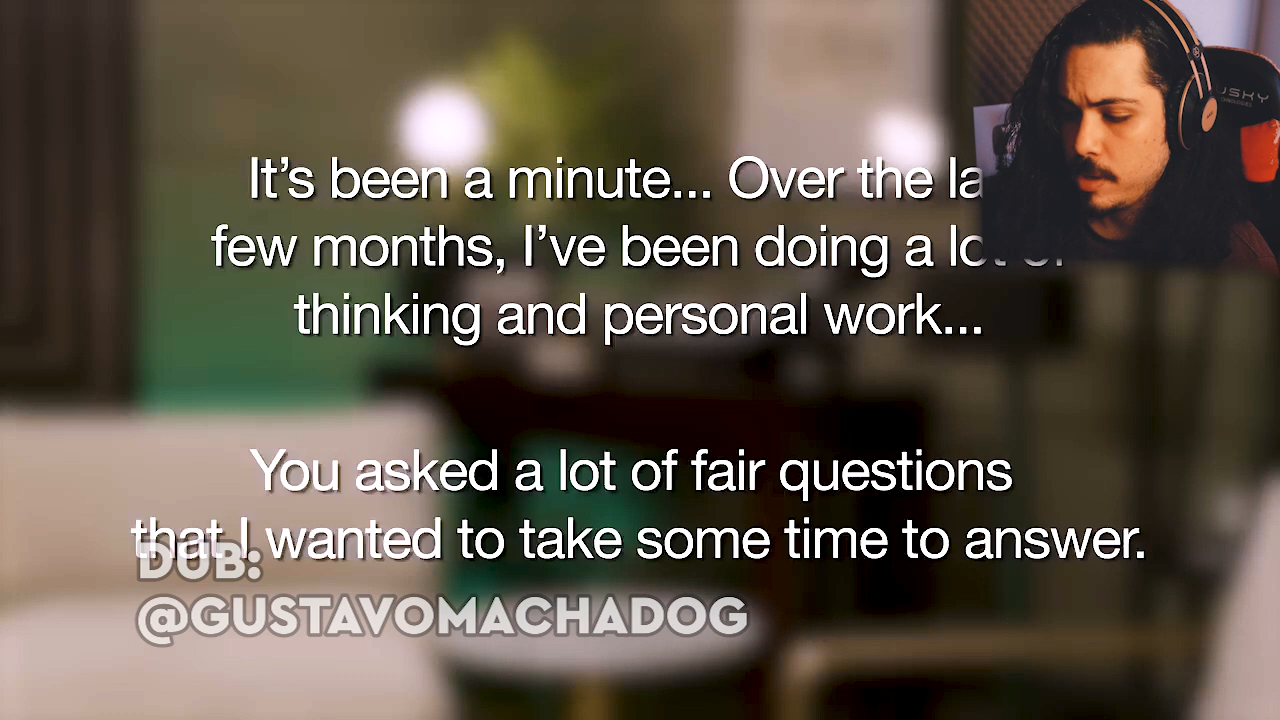 It's been a minute... Over the
few months, I've been doing a lot
thinking and personal work...
You asked a lot of fair questions
that I wanted to take some time to answer.
DUB:
@GUSTAVOMACHADOG